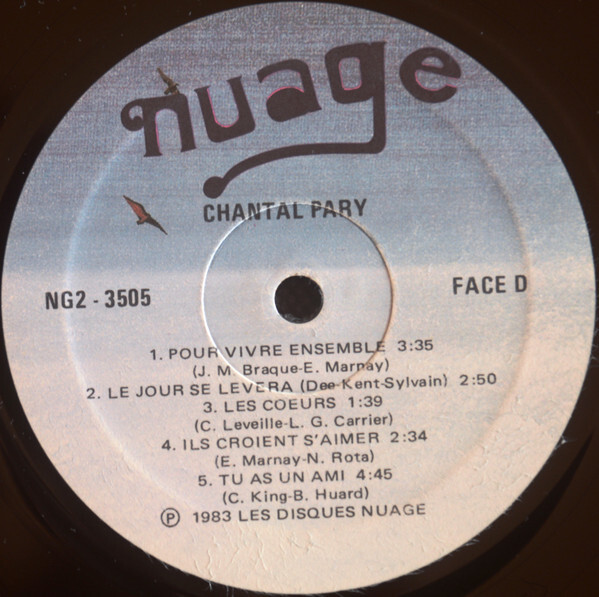 nuage
CHANTAL PARY
NG2 - 3505
FACE D
1. POUR VIVRE ENSEMBLE 3:35
(J. M. Braque-E. Marnay)
2. LE JOUR SE LEVERA (Dee-Kent-Sylvain) 2:50
3. LES COEURS 1:39
(C. Leveille-L. G. Carrier)
4. ILS CROIENT S'AIMER 2:34
(E. Marnay-N. Rota)
5. TU AS UN AMI 4:45
(C. King-B. Huard)
Ⓟ 1983 LES DISQUES NUAGE